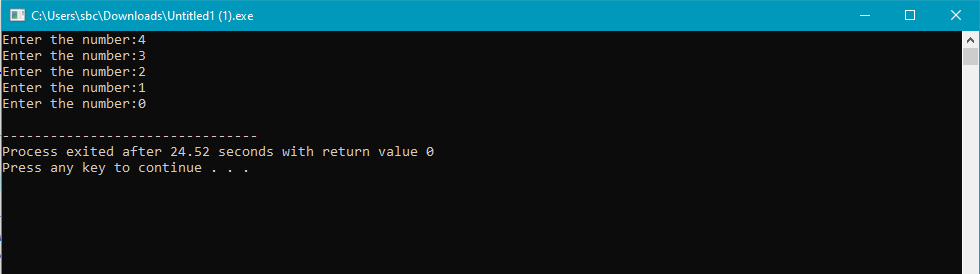 C:\Users\sbc\Downloads\Untitled1 (1).exe
Enter the number:4
Enter the number:3
Enter the number:2
Enter the number:1
Enter the number:0
--------------------------------
Process exited after 24.52 seconds with return value 0
Press any key to continue . . .